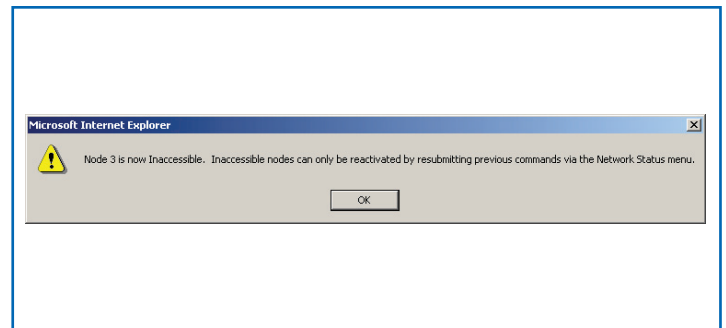 Microsoft Internet Explorer
Node 3 is now Inaccessible.  Inaccessible nodes can only be reactivated by resubmitting previous commands via the Network Status menu.
OK